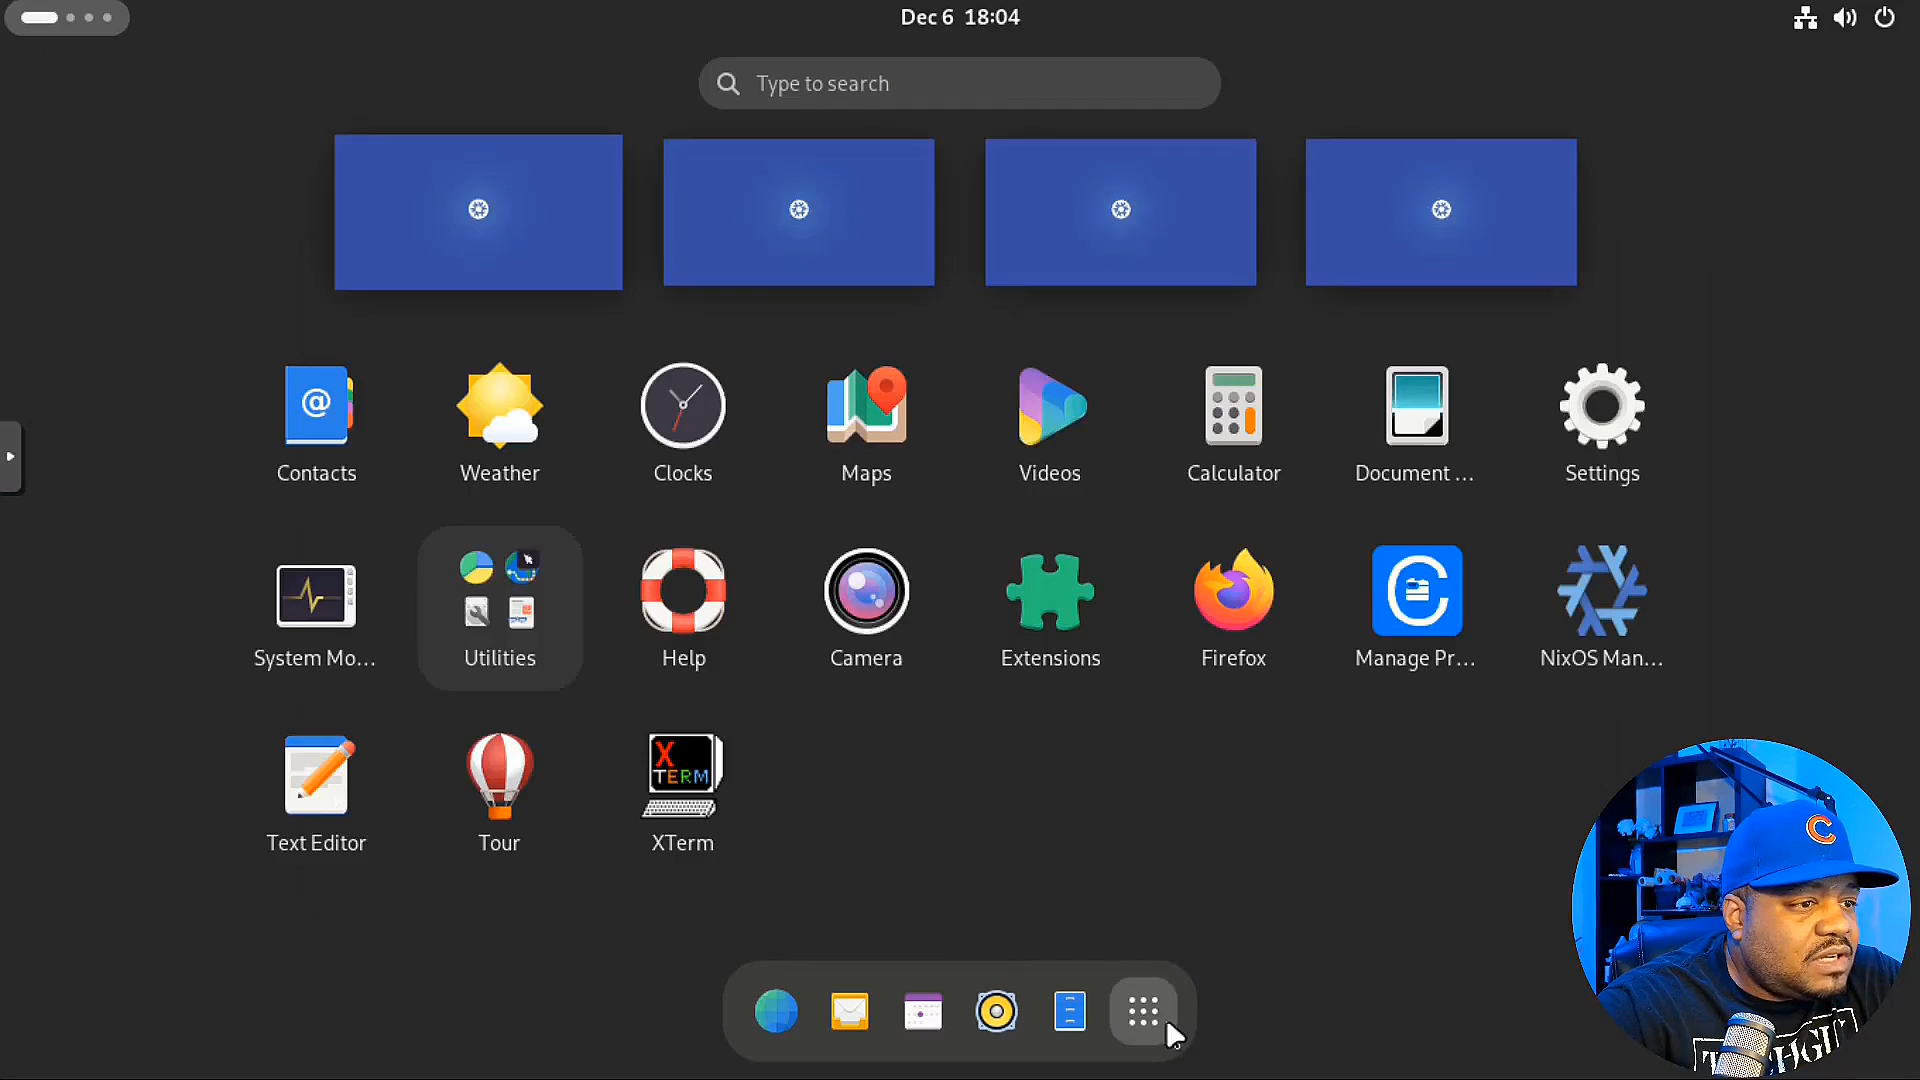 Dec 6 18:04
Type to search
@
Contacts
Weather
Clocks
Maps
Videos
Calculator
Document ...
Settings
System Mo...
Utilities
Help
Camera
Extensions
Firefox
Manage Pr...
NixOS Man...
X
TERM
Text Editor
Tour
XTerm
C